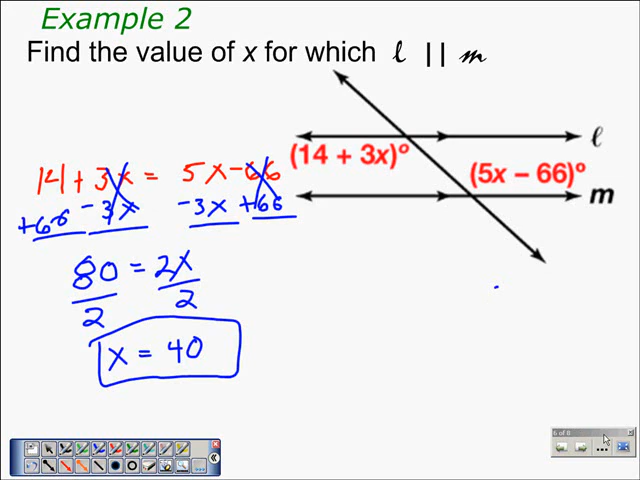 Example 2
Find the value of x for which ℓ || m
ℓ
(14 + 3x)°
(5x − 66)°
m
14 + 3x = 5x − 66
+66 −3x −3x +66
80 = 2x
2 2
x = 40
6 of 8